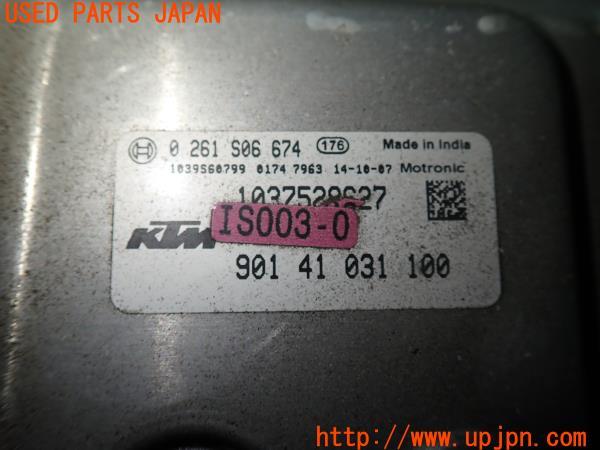 USED PARTS JAPAN
0 261 S06 674 176 Made in India
1039S60799 0174 7963 14-10-07 Motronic
KTM IS003-0
901 41 031 100
UPJ
www.upjpn.com